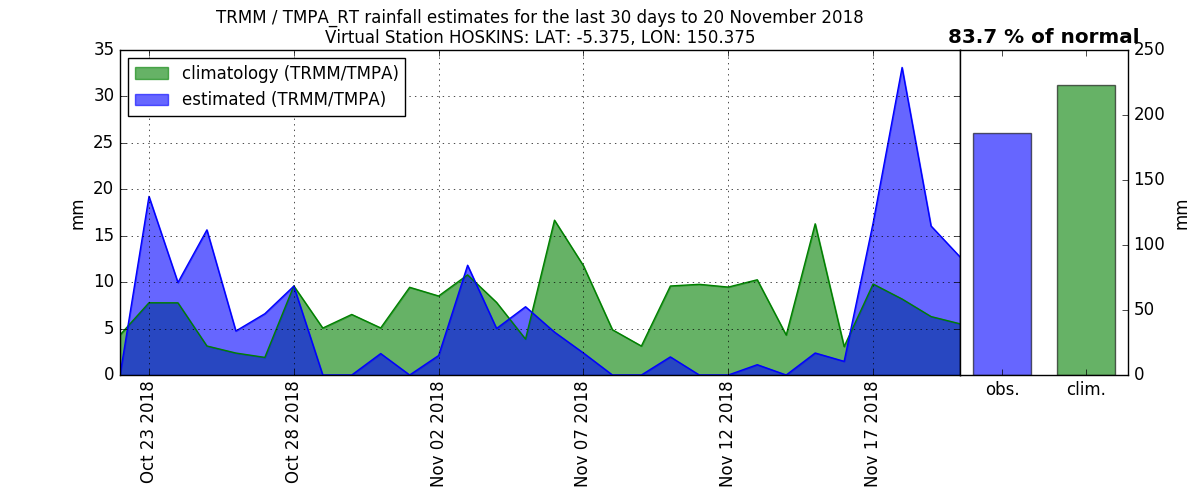 TRMM / TMPA_RT rainfall estimates for the last 30 days to 20 November 2018
Virtual Station HOSKINS: LAT: -5.375, LON: 150.375
83.7 % of normal
climatology (TRMM/TMPA)
estimated (TRMM/TMPA)
35
30
25
20
15
10
5
0
mm
Oct 23 2018
Oct 28 2018
Nov 02 2018
Nov 07 2018
Nov 12 2018
Nov 17 2018
250
200
150
100
50
0
mm
obs.
clim.